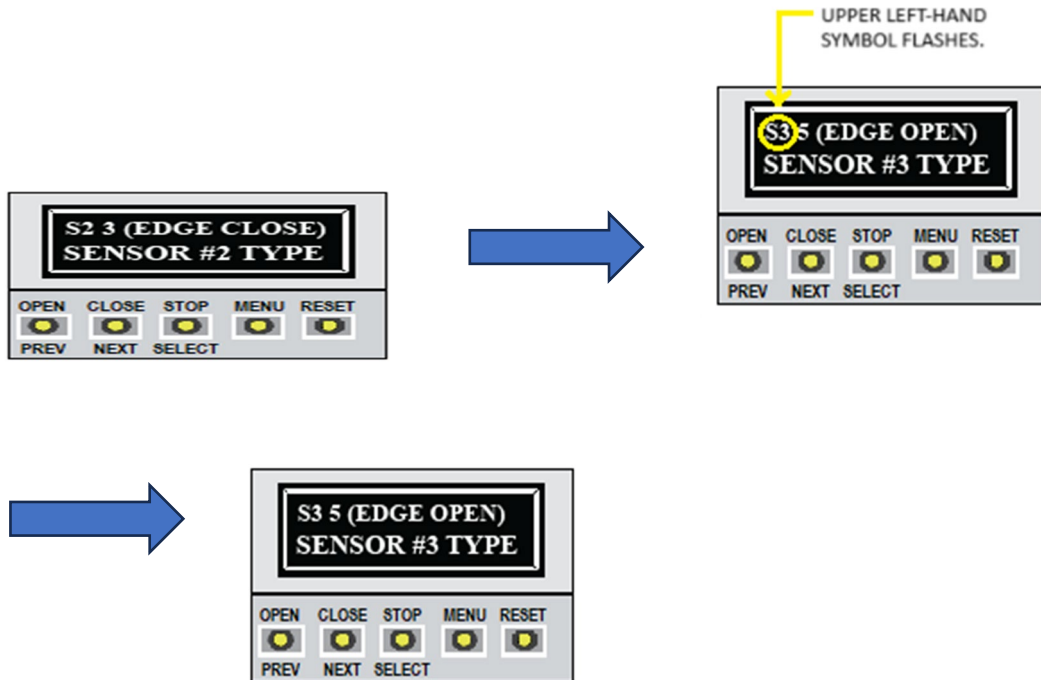 UPPER LEFT-HAND
SYMBOL FLASHES.
S2 3 (EDGE CLOSE)
SENSOR #2 TYPE
OPEN CLOSE STOP MENU RESET
PREV NEXT SELECT
S3 5 (EDGE OPEN)
SENSOR #3 TYPE
OPEN CLOSE STOP MENU RESET
PREV NEXT SELECT
S3 5 (EDGE OPEN)
SENSOR #3 TYPE
OPEN CLOSE STOP MENU RESET
PREV NEXT SELECT